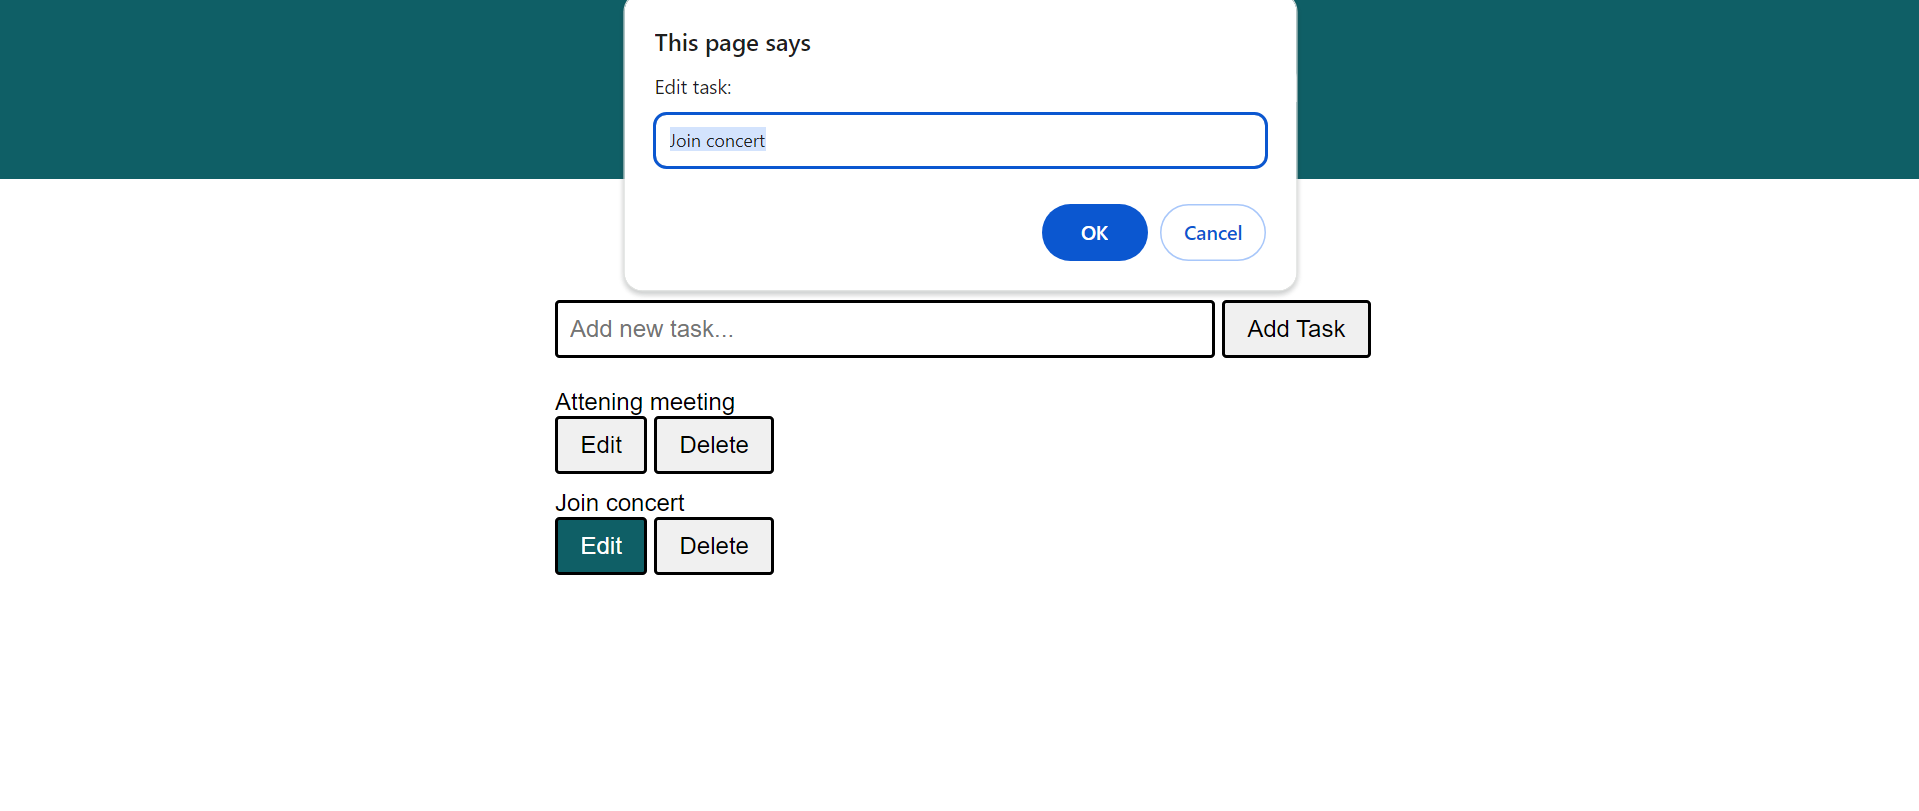 This page says
Edit task:
Join concert
OK Cancel
Add new task... Add Task
Attening meeting
Edit Delete
Join concert
Edit Delete